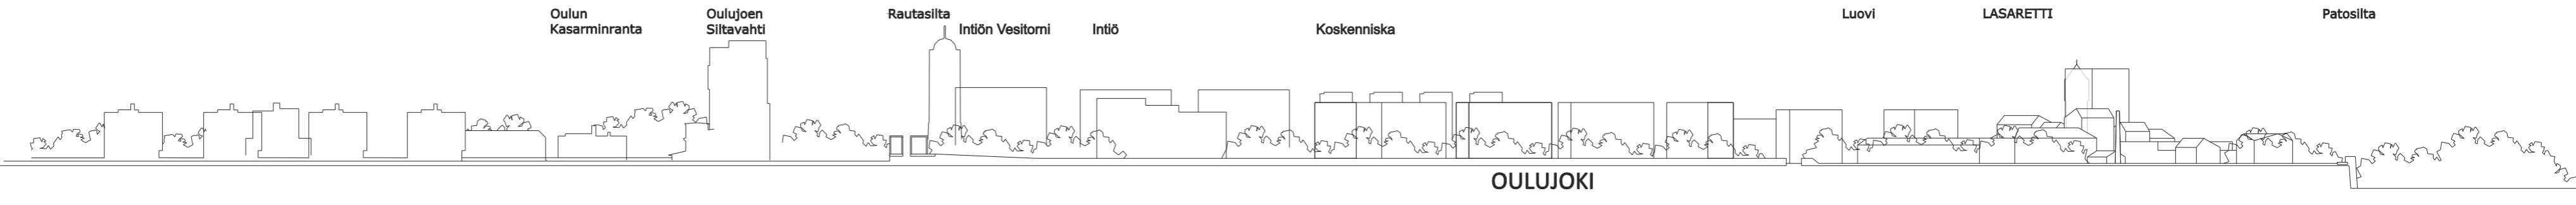 Oulun
Kasarminranta
Oulujoen
Siltavahti
Rautasilta
Intiön Vesitorni
Intiö
Koskenniska
Luovi
LASARETTI
Patosilta
OULUJOKI